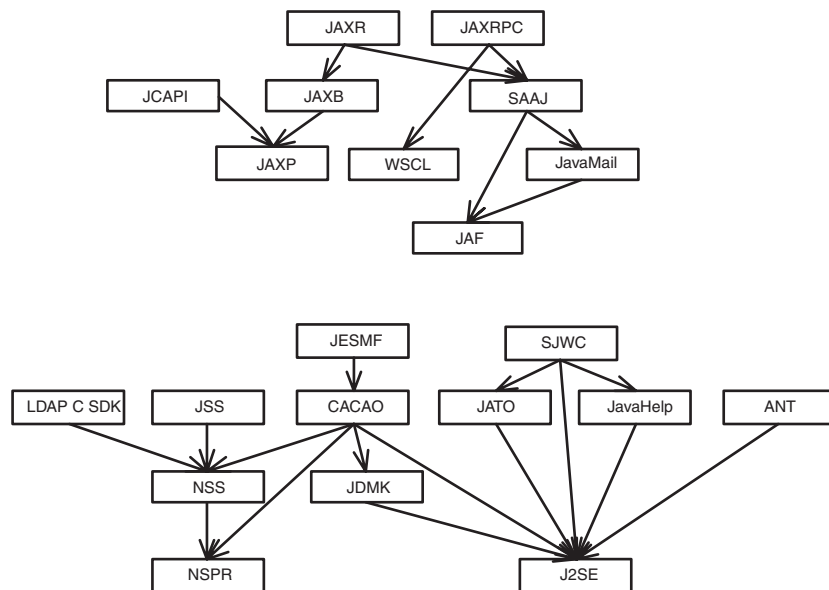 JAXR
JAXRPC
JCAPI
JAXB
SAAJ
JAXP
WSCL
JavaMail
JAF
JESMF
SJWC
LDAP C SDK
JSS
CACAO
JATO
JavaHelp
ANT
NSS
JDMK
NSPR
J2SE